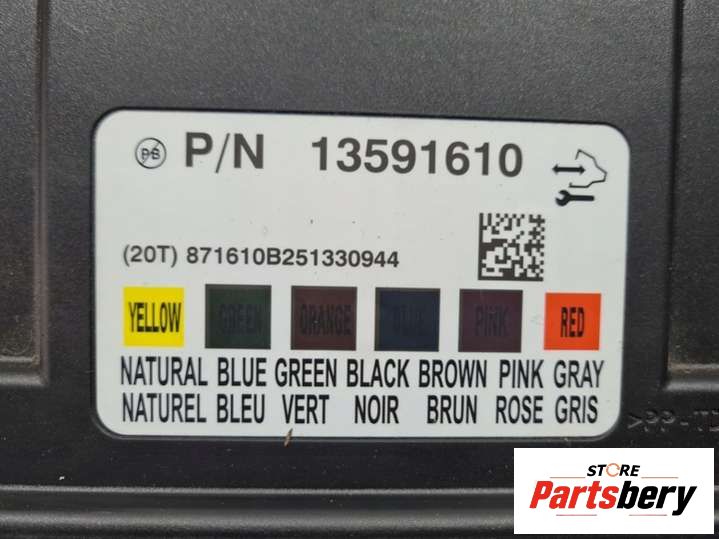 PB P/N 13591610
(20T) 871610B251330944
YELLOW GREEN ORANGE BLUE PINK RED
NATURAL BLUE GREEN BLACK BROWN PINK GRAY
NATUREL BLEU VERT NOIR BRUN ROSE GRIS
STORE
Partsbery